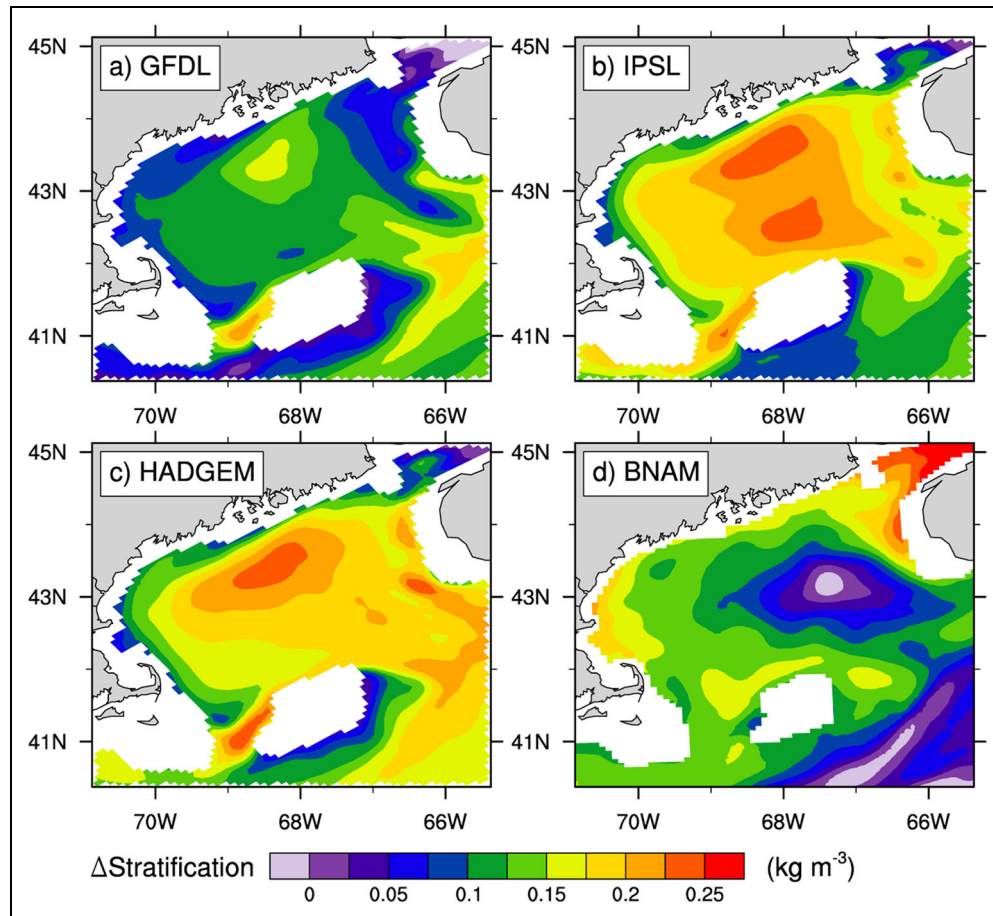 45N
43N
41N
a) GFDL
70W 68W 66W
45N
43N
41N
b) IPSL
70W 68W 66W
45N
43N
41N
c) HADGEM
70W 68W 66W
45N
43N
41N
d) BNAM
70W 68W 66W
ΔStratification (kg m⁻³)
0 0.05 0.1 0.15 0.2 0.25